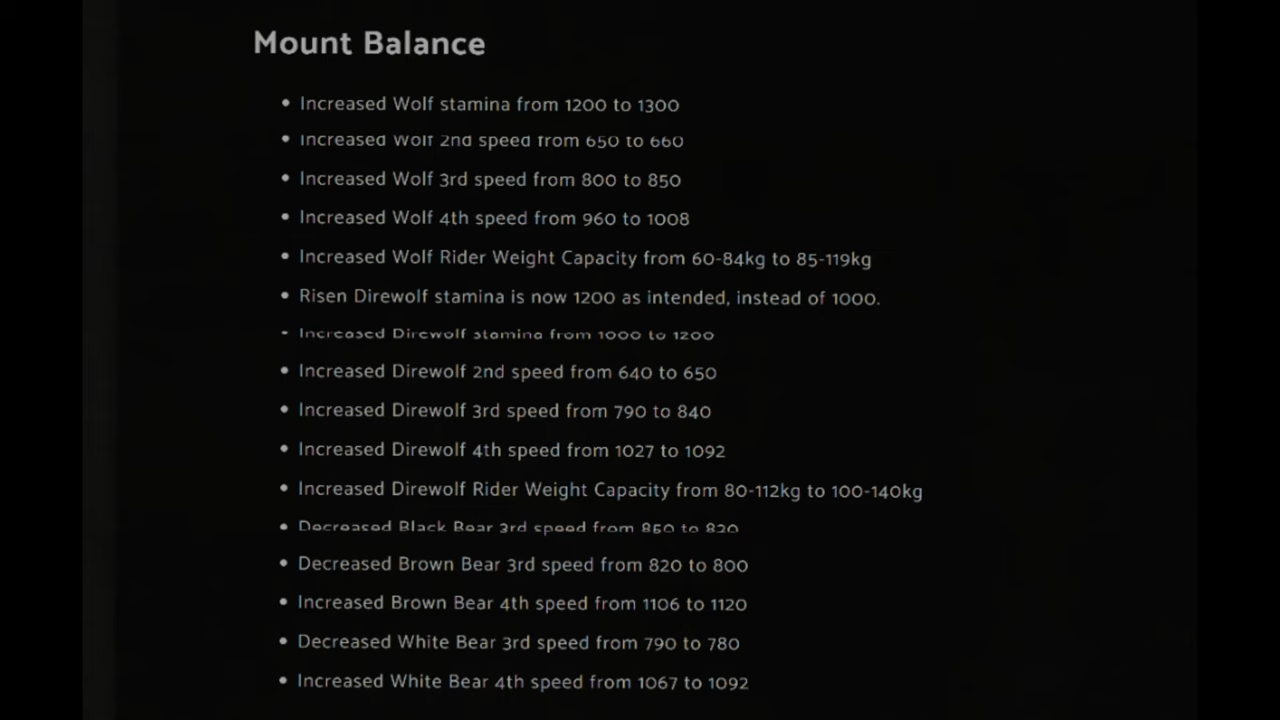 Mount Balance
• Increased Wolf stamina from 1200 to 1300
• Increased Wolf 2nd speed from 650 to 660
• Increased Wolf 3rd speed from 800 to 850
• Increased Wolf 4th speed from 960 to 1008
• Increased Wolf Rider Weight Capacity from 60-84kg to 85-119kg
• Risen Direwolf stamina is now 1200 as intended, instead of 1000.
• Increased Direwolf stamina from 1000 to 1200
• Increased Direwolf 2nd speed from 640 to 650
• Increased Direwolf 3rd speed from 790 to 840
• Increased Direwolf 4th speed from 1027 to 1092
• Increased Direwolf Rider Weight Capacity from 80-112kg to 100-140kg
• Decreased Black Bear 3rd speed from 850 to 820
• Decreased Brown Bear 3rd speed from 820 to 800
• Increased Brown Bear 4th speed from 1106 to 1120
• Decreased White Bear 3rd speed from 790 to 780
• Increased White Bear 4th speed from 1067 to 1092